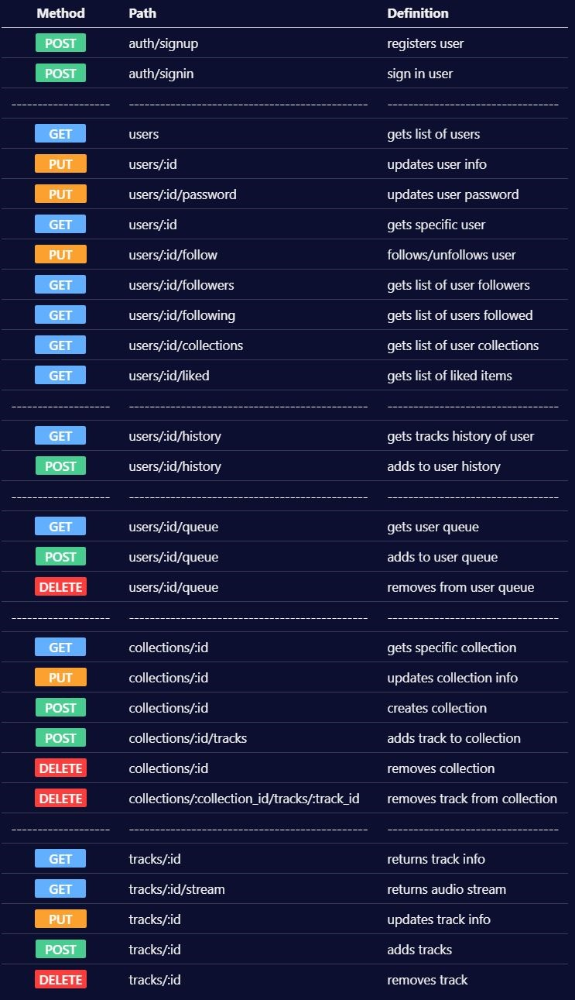 Method Path Definition
POST auth/signup registers user
POST auth/signin sign in user
------------------- ---------------------------------------------- ---------------------------------
GET users gets list of users
PUT users/:id updates user info
PUT users/:id/password updates user password
GET users/:id gets specific user
PUT users/:id/follow follows/unfollows user
GET users/:id/followers gets list of user followers
GET users/:id/following gets list of users followed
GET users/:id/collections gets list of user collections
GET users/:id/liked gets list of liked items
------------------- ---------------------------------------------- ---------------------------------
GET users/:id/history gets tracks history of user
POST users/:id/history adds to user history
------------------- ---------------------------------------------- ---------------------------------
GET users/:id/queue gets user queue
POST users/:id/queue adds to user queue
DELETE users/:id/queue removes from user queue
------------------- ---------------------------------------------- ---------------------------------
GET collections/:id gets specific collection
PUT collections/:id updates collection info
POST collections/:id creates collection
POST collections/:id/tracks adds track to collection
DELETE collections/:id removes collection
DELETE collections/:collection_id/tracks/:track_id removes track from collection
------------------- ---------------------------------------------- ---------------------------------
GET tracks/:id returns track info
GET tracks/:id/stream returns audio stream
PUT tracks/:id updates track info
POST tracks/:id adds tracks
DELETE tracks/:id removes track